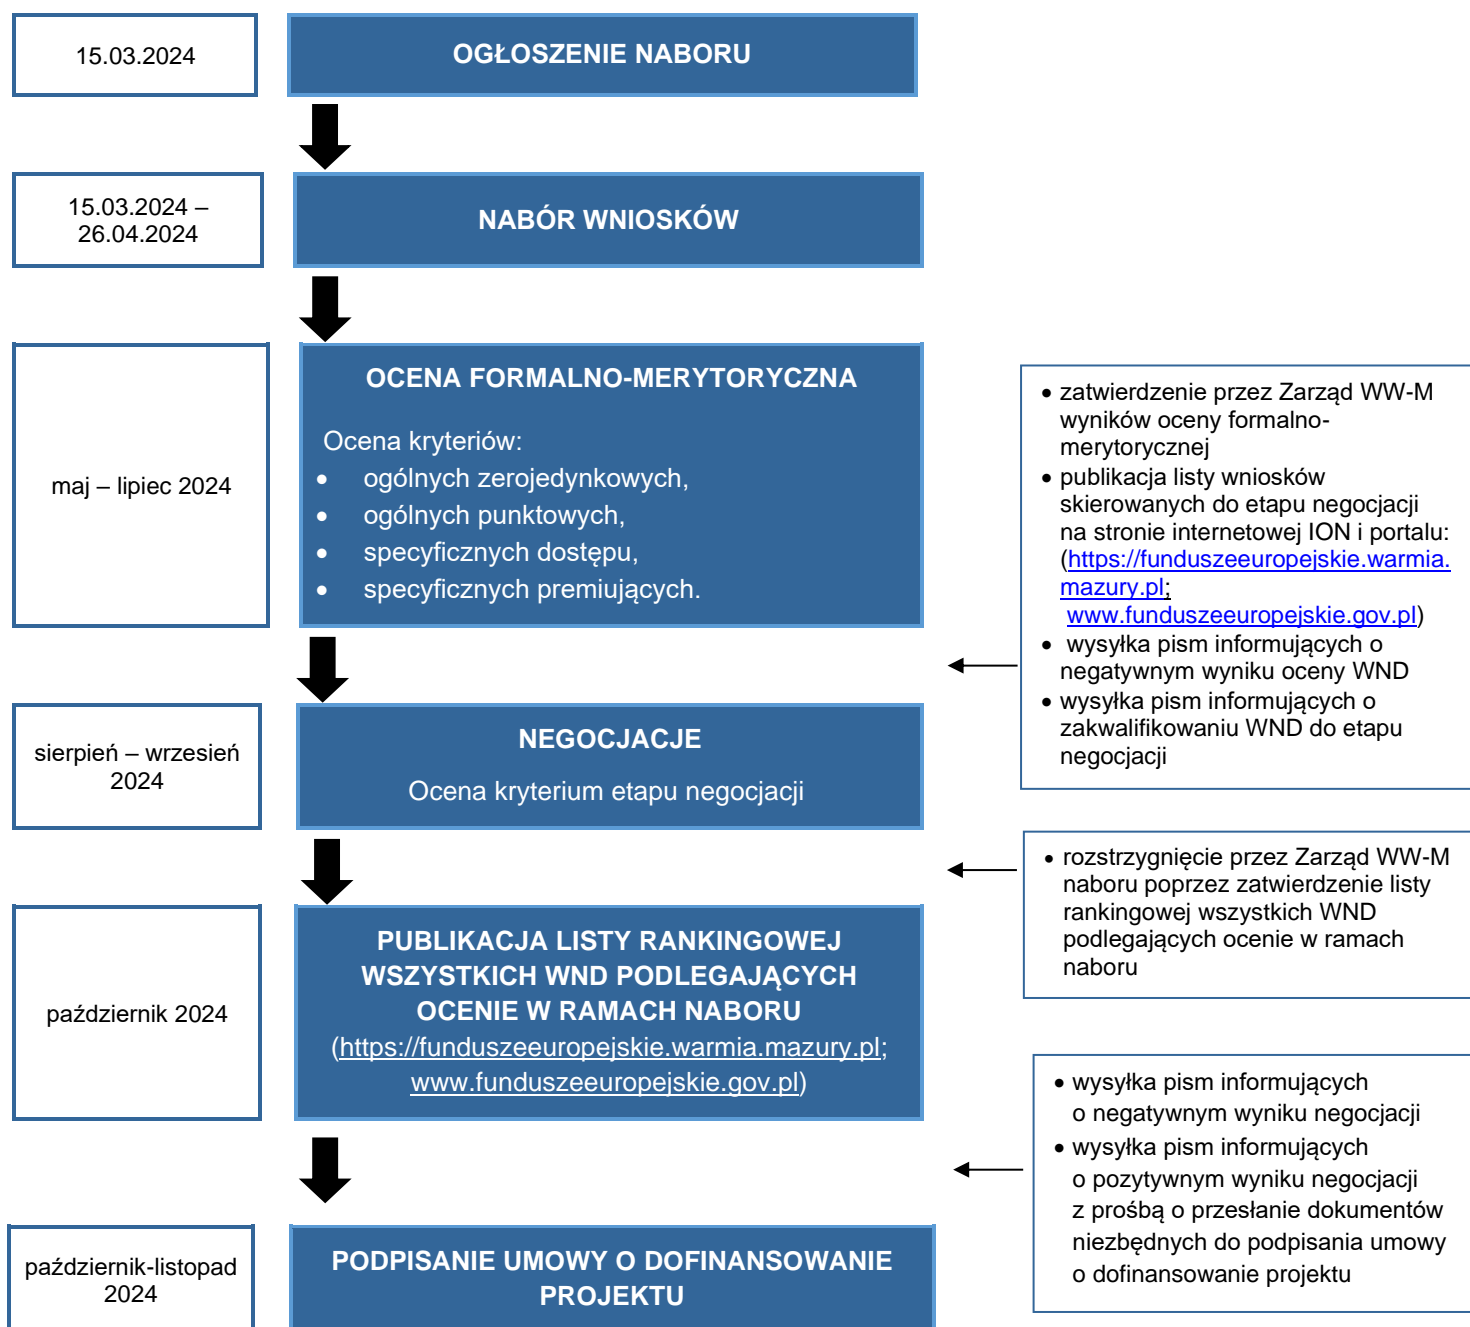 15.03.2024
OGŁOSZENIE NABORU
15.03.2024 –
26.04.2024
NABÓR WNIOSKÓW
maj – lipiec 2024
OCENA FORMALNO-MERYTORYCZNA
Ocena kryteriów:
• ogólnych zerojedynkowych,
• ogólnych punktowych,
• specyficznych dostępu,
• specyficznych premiujących.
• zatwierdzenie przez Zarząd WW-M
wyników oceny formalno-
merytorycznej
• publikacja listy wniosków
skierowanych do etapu negocjacji
na stronie internetowej ION i portalu:
(https://funduszeeuropejskie.warmia.
mazury.pl;
www.funduszeeuropejskie.gov.pl)
• wysyłka pism informujących o
negatywnym wyniku oceny WND
• wysyłka pism informujących o
zakwalifikowaniu WND do etapu
negocjacji
sierpień – wrzesień
2024
NEGOCJACJE
Ocena kryterium etapu negocjacji
• rozstrzygnięcie przez Zarząd WW-M
naboru poprzez zatwierdzenie listy
rankingowej wszystkich WND
podlegających ocenie w ramach
naboru
październik 2024
PUBLIKACJA LISTY RANKINGOWEJ
WSZYSTKICH WND PODLEGAJĄCYCH
OCENIE W RAMACH NABORU
(https://funduszeeuropejskie.warmia.mazury.pl;
www.funduszeeuropejskie.gov.pl)
• wysyłka pism informujących
o negatywnym wyniku negocjacji
• wysyłka pism informujących
o pozytywnym wyniku negocjacji
z prośbą o przesłanie dokumentów
niezbędnych do podpisania umowy
o dofinansowanie projektu
październik-listopad
2024
PODPISANIE UMOWY O DOFINANSOWANIE
PROJEKTU